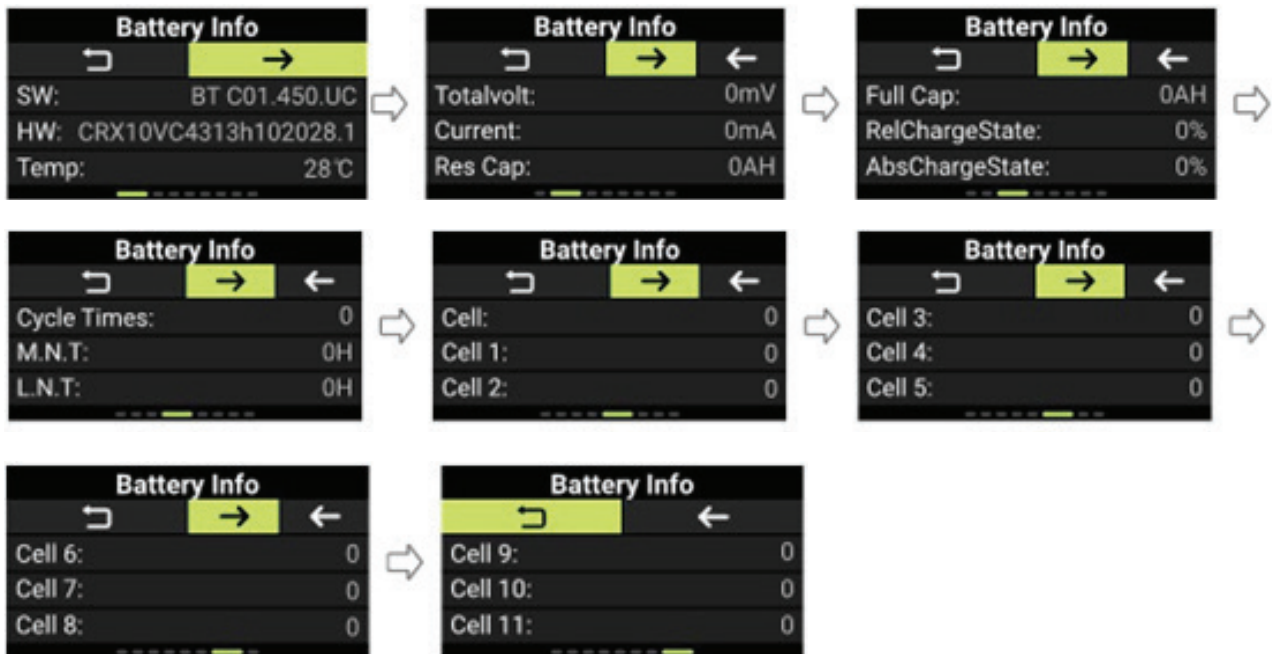 Battery Info
SW: BT C01.450.UC
HW: CRX10VC4313h102028.1
Temp: 28℃
Battery Info
Totalvolt: 0mV
Current: 0mA
Res Cap: 0AH
Battery Info
Full Cap: 0AH
RelChargeState: 0%
AbsChargeState: 0%
Battery Info
Cycle Times: 0
M.N.T: 0H
L.N.T: 0H
Battery Info
Cell: 0
Cell 1: 0
Cell 2: 0
Battery Info
Cell 3: 0
Cell 4: 0
Cell 5: 0
Battery Info
Cell 6: 0
Cell 7: 0
Cell 8: 0
Battery Info
Cell 9: 0
Cell 10: 0
Cell 11: 0